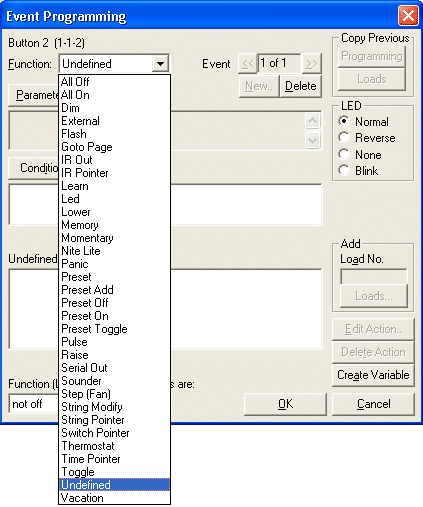 Event Programming
Button 2 (1-1-2)
Function: Undefined
Event << 1 of 1 >>
New.. Delete
Copy Previous
Programming
Loads
LED
Normal
Reverse
None
Blink
Add
Load No.
Loads...
Edit Action..
Delete Action
Create Variable
OK
Cancel
Undefined
not off
are:
All Off
All On
Dim
External
Flash
Goto Page
IR Out
IR Pointer
Learn
Led
Lower
Memory
Momentary
Nite Lite
Panic
Preset
Preset Add
Preset Off
Preset On
Preset Toggle
Pulse
Raise
Serial Out
Sounder
Step (Fan)
String Modify
String Pointer
Switch Pointer
Thermostat
Time Pointer
Toggle
Undefined
Vacation